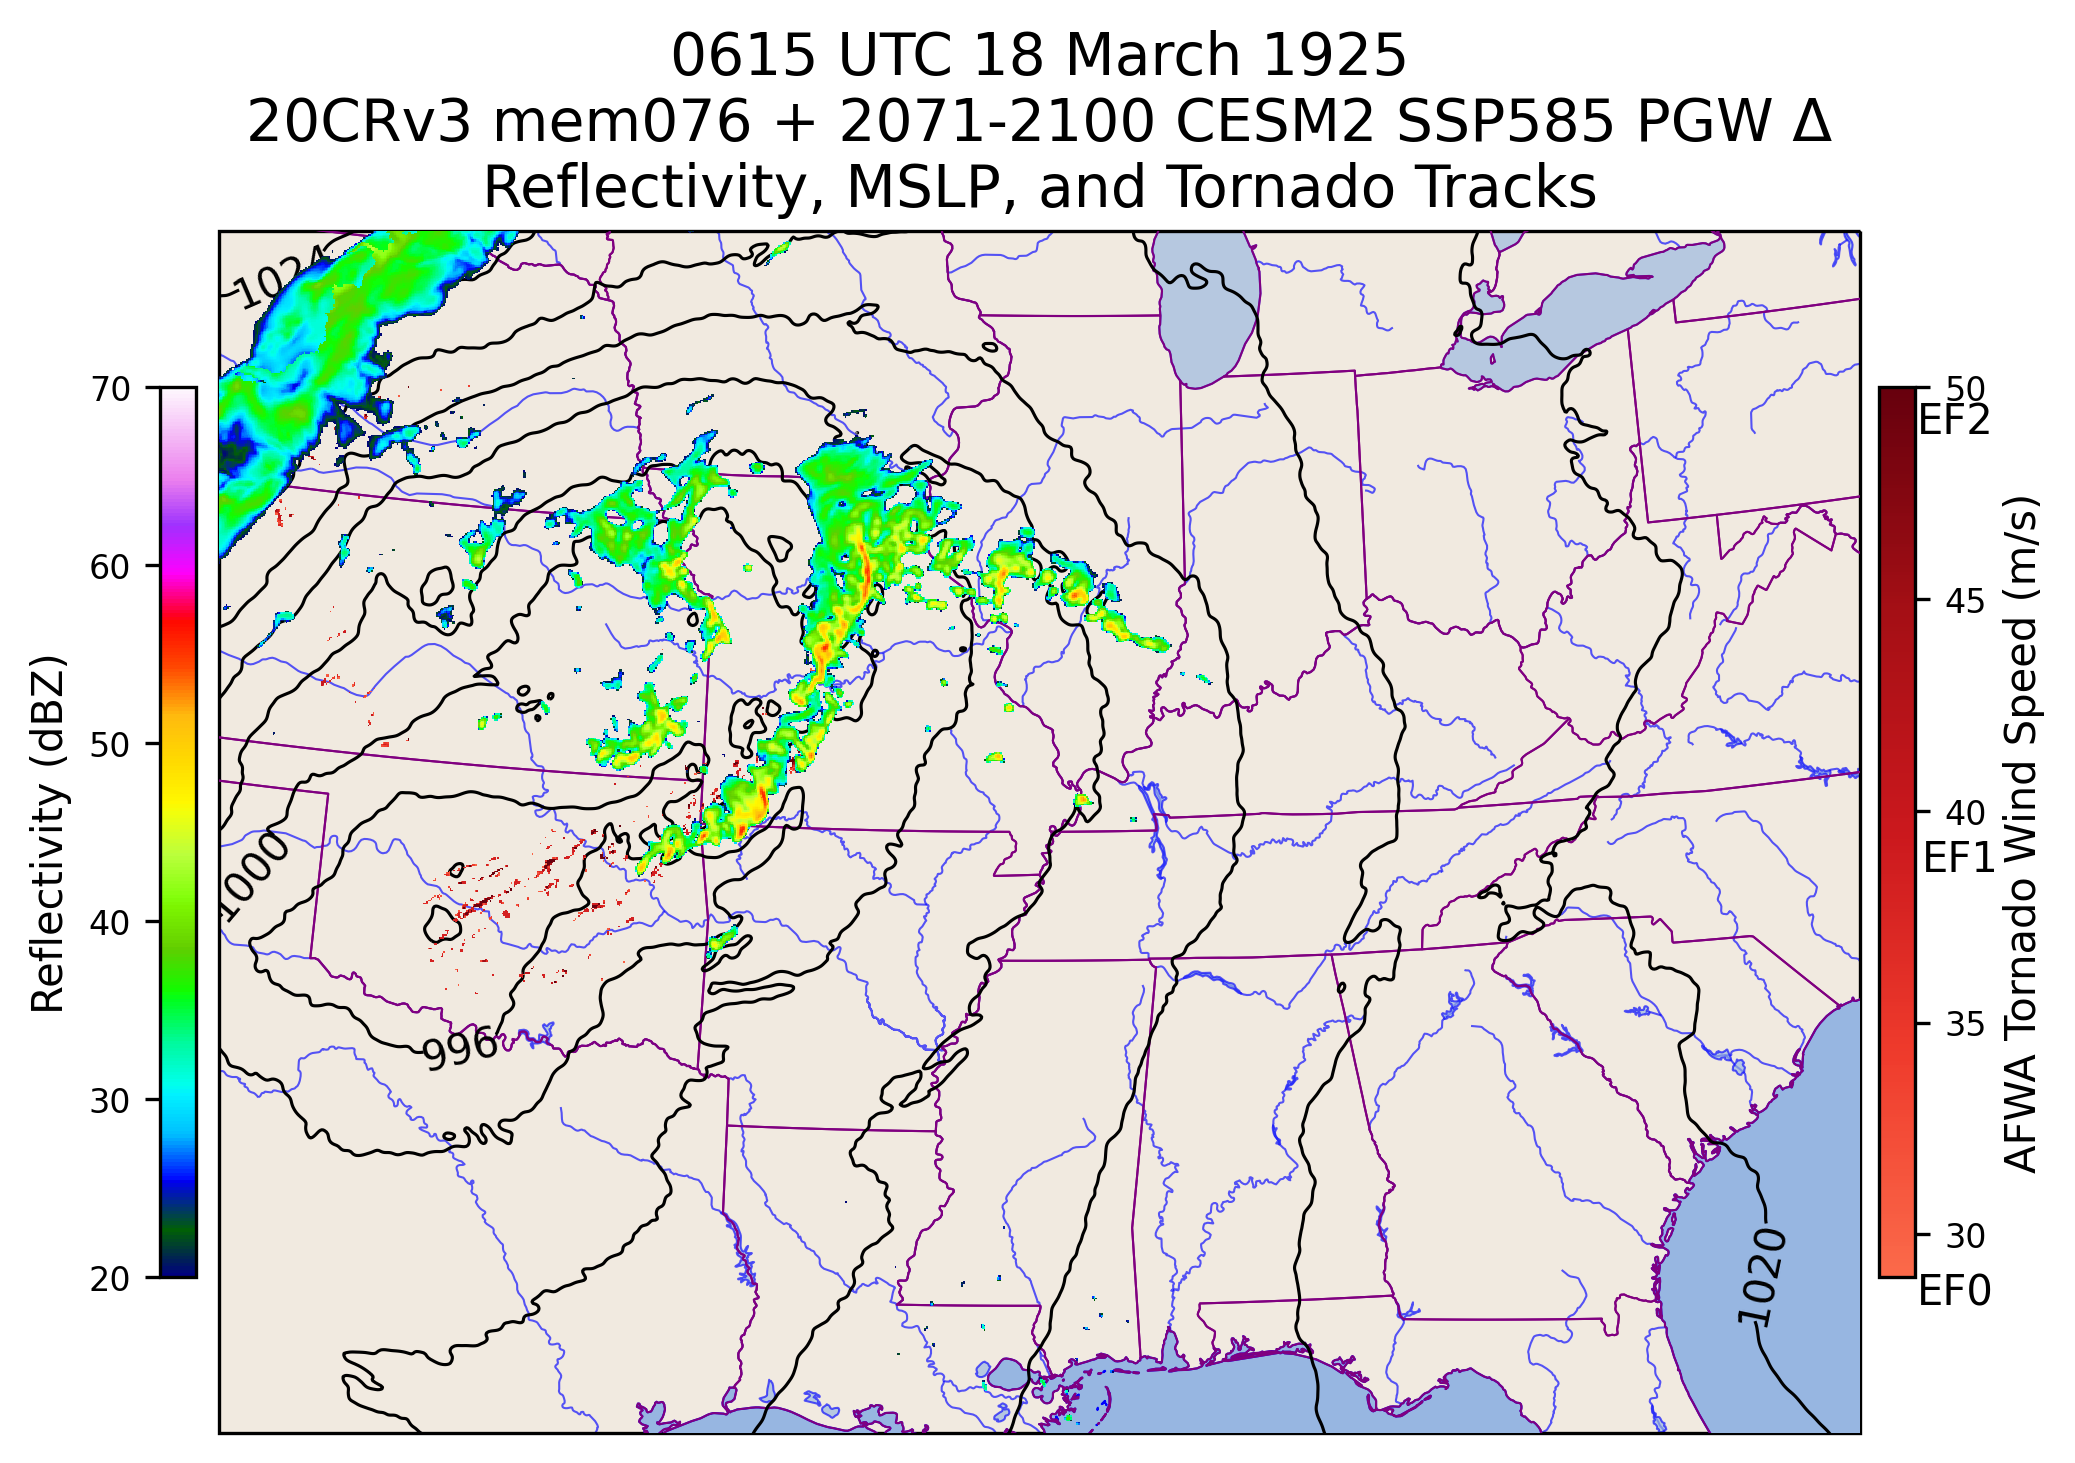 0615 UTC 18 March 1925
20CRv3 mem076 + 2071-2100 CESM2 SSP585 PGW Δ
Reflectivity, MSLP, and Tornado Tracks
1024
1000
996
1020
Reflectivity (dBZ)
70
60
50
40
30
20
50
EF2
45
40
EF1
35
30
EF0
AFWA Tornado Wind Speed (m/s)